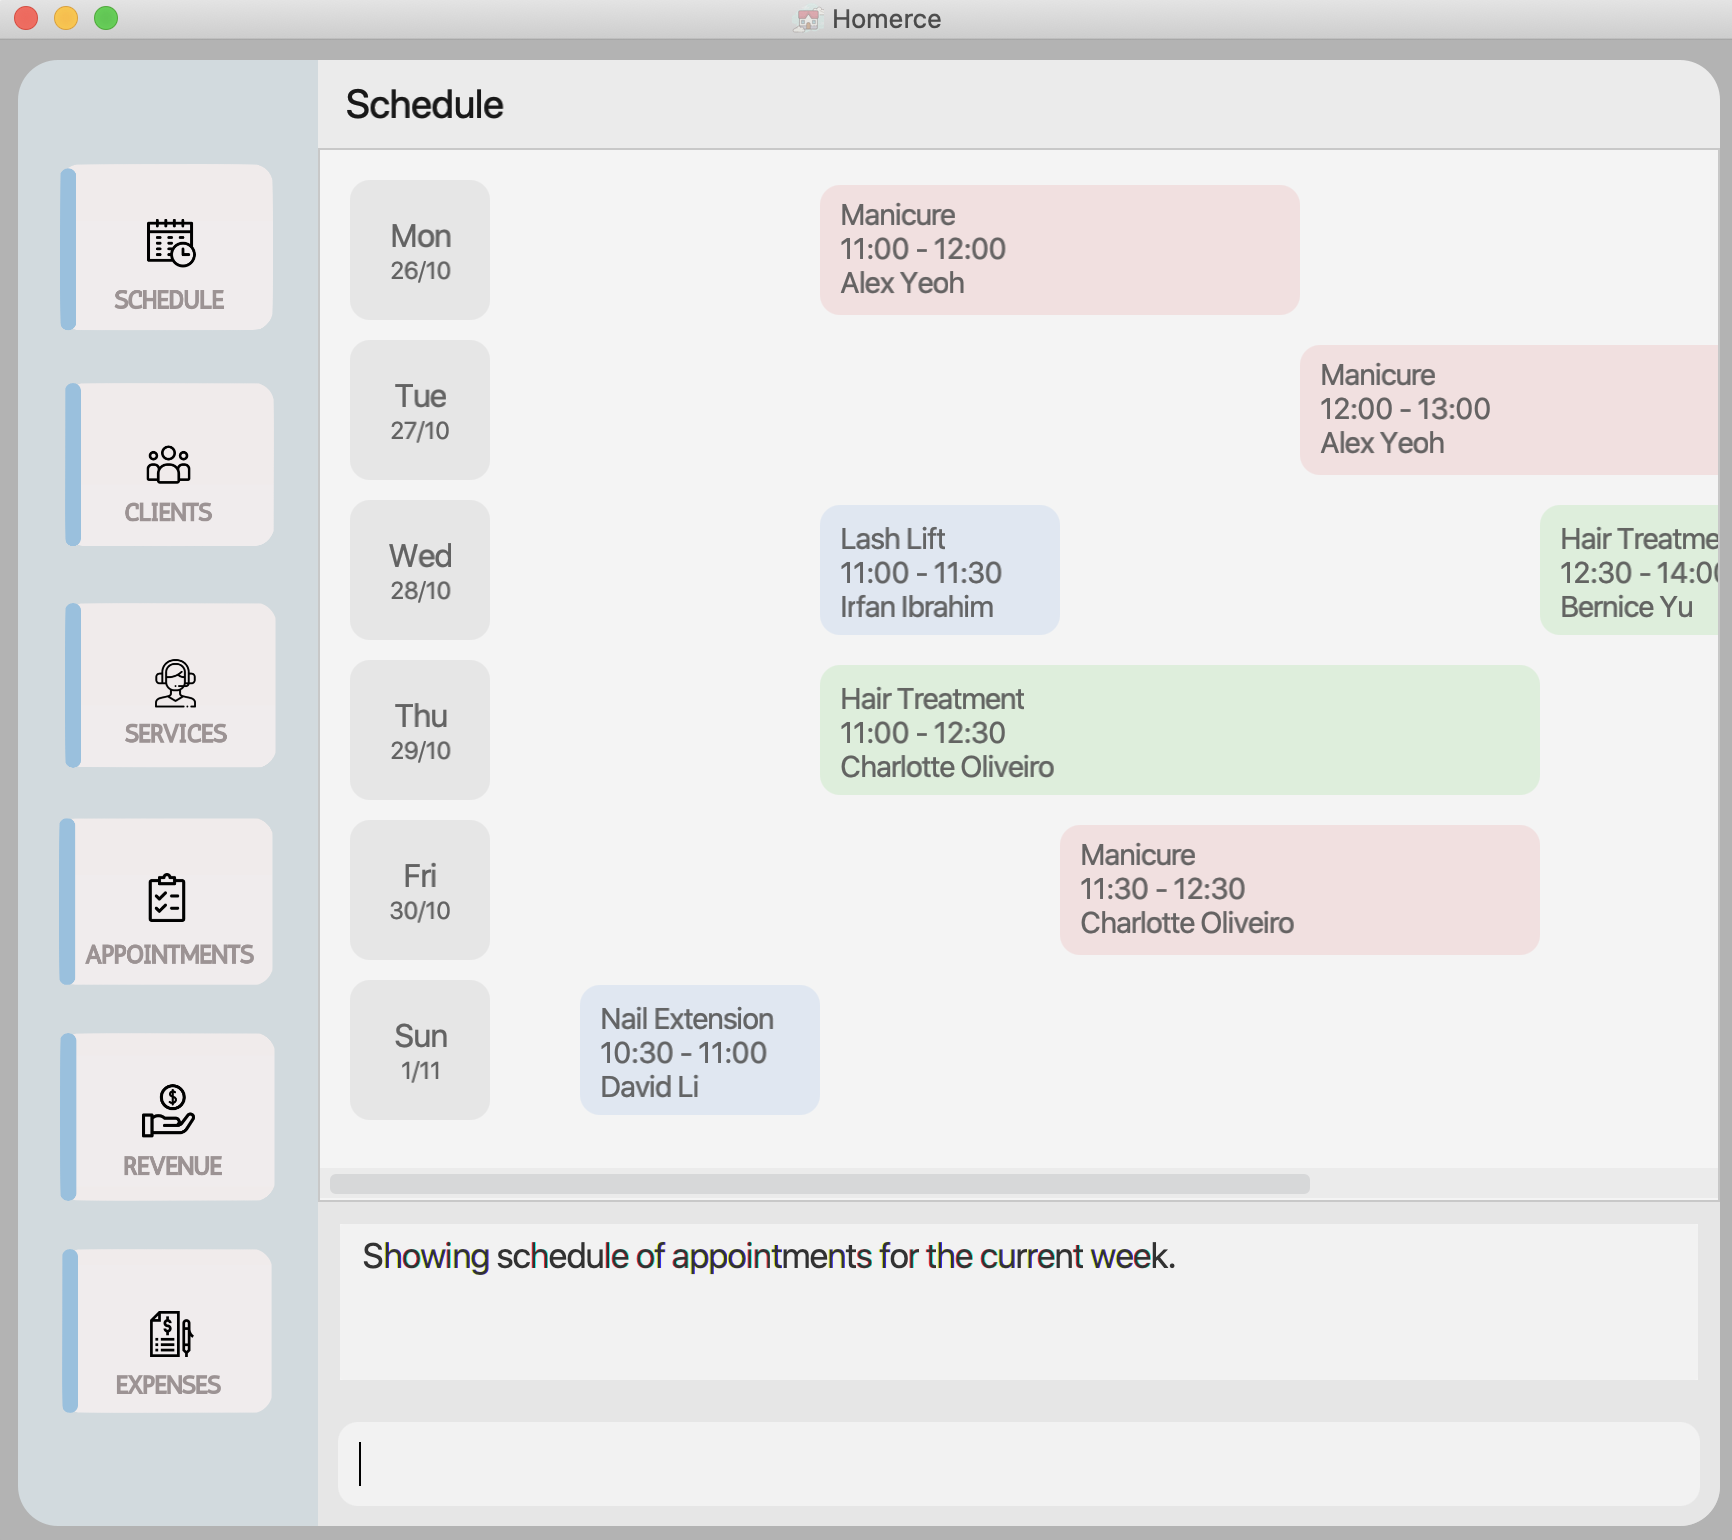 Homerce
Schedule
SCHEDULE
CLIENTS
SERVICES
APPOINTMENTS
REVENUE
EXPENSES
Mon
26/10
Manicure
11:00 - 12:00
Alex Yeoh
Tue
27/10
Manicure
12:00 - 13:00
Alex Yeoh
Wed
28/10
Lash Lift
11:00 - 11:30
Irfan Ibrahim
Hair Treatme
12:30 - 14:00
Bernice Yu
Thu
29/10
Hair Treatment
11:00 - 12:30
Charlotte Oliveiro
Fri
30/10
Manicure
11:30 - 12:30
Charlotte Oliveiro
Sun
1/11
Nail Extension
10:30 - 11:00
David Li
Showing schedule of appointments for the current week.